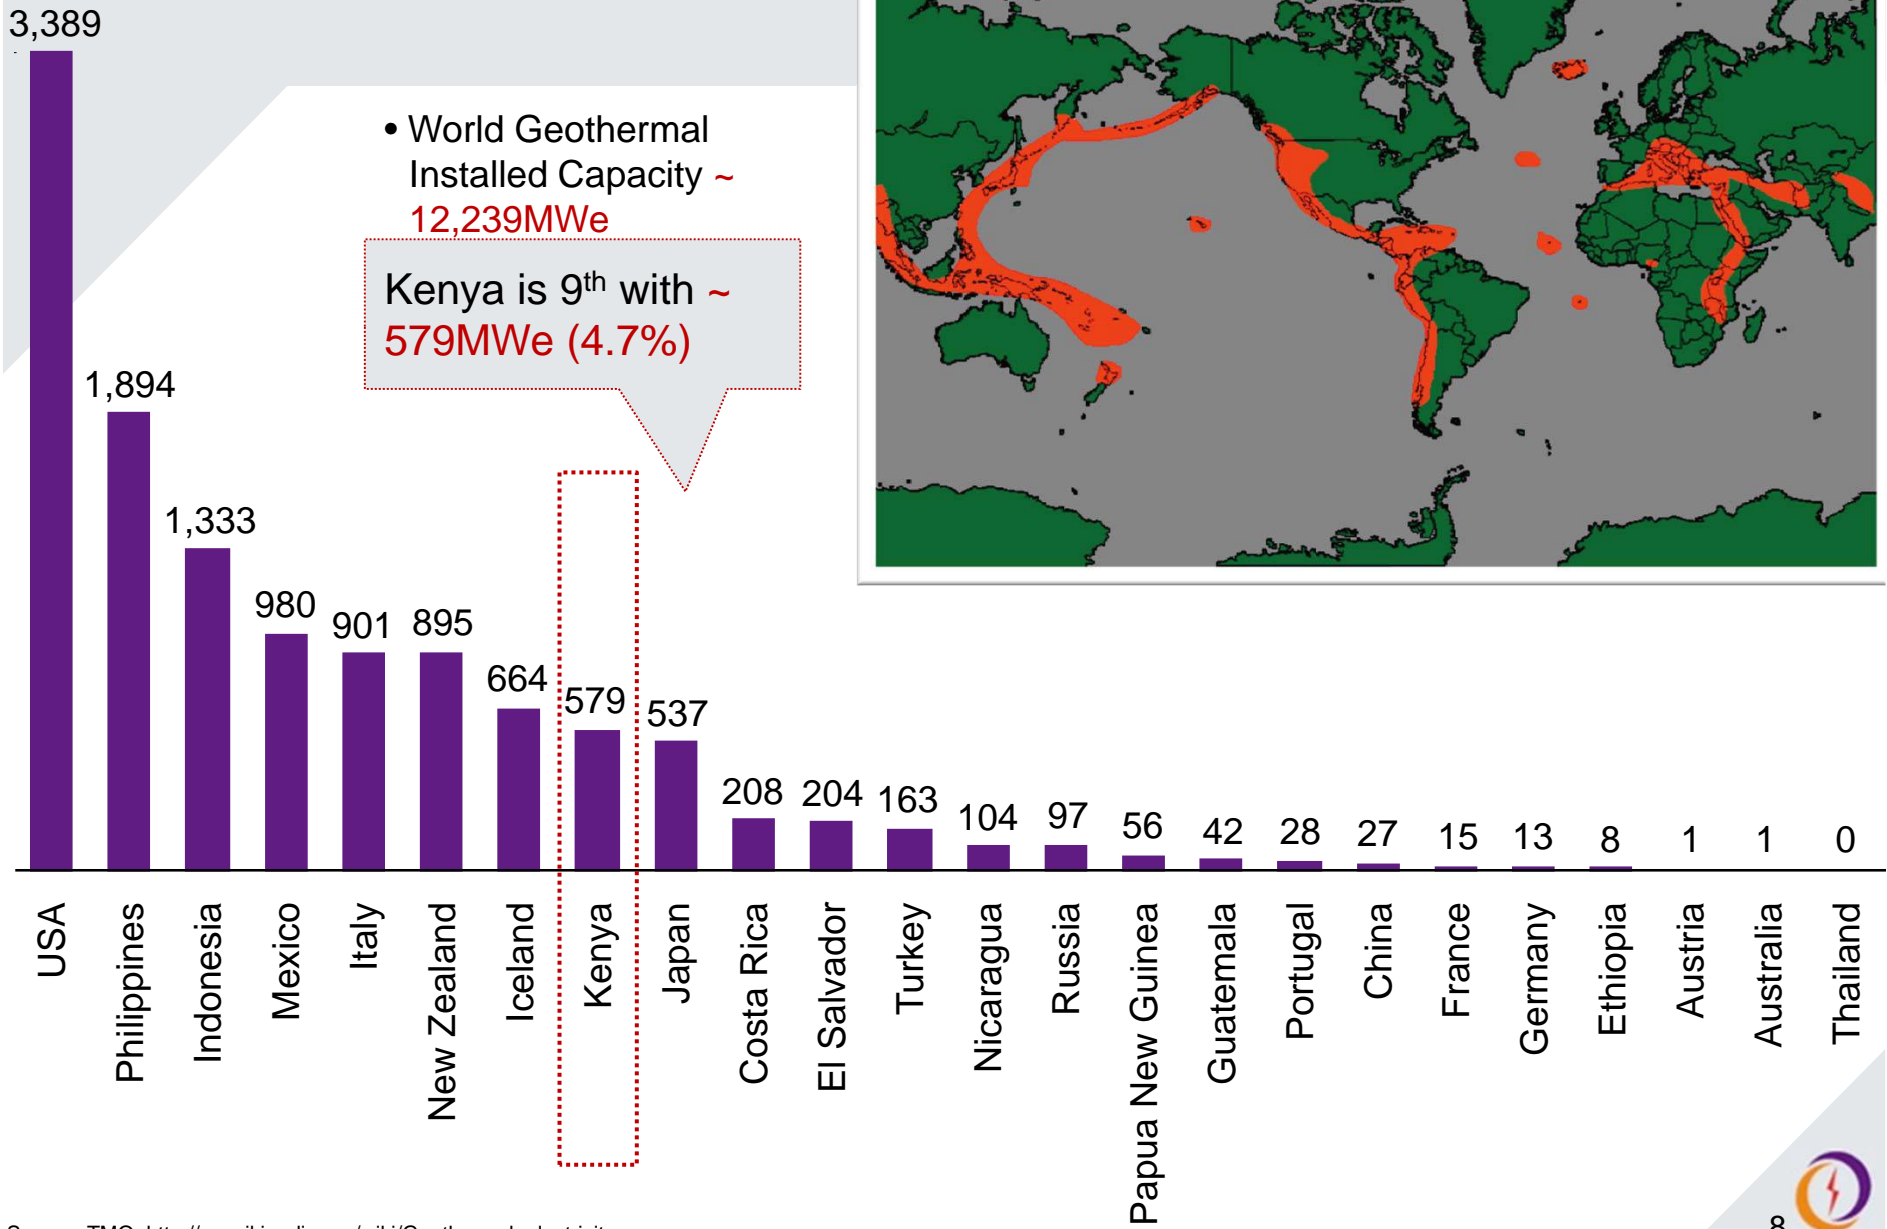 3,389
• World Geothermal
Installed Capacity ~
12,239MWe
Kenya is 9th with ~
579MWe (4.7%)
1,894
1,333
980
901
895
664
579
537
208
204
163
104
97
56
42
28
27
15
13
8
1
1
0
USA
Philippines
Indonesia
Mexico
Italy
New Zealand
Iceland
Kenya
Japan
Costa Rica
El Salvador
Turkey
Nicaragua
Russia
Papua New Guinea
Guatemala
Portugal
China
France
Germany
Ethiopia
Austria
Australia
Thailand
8